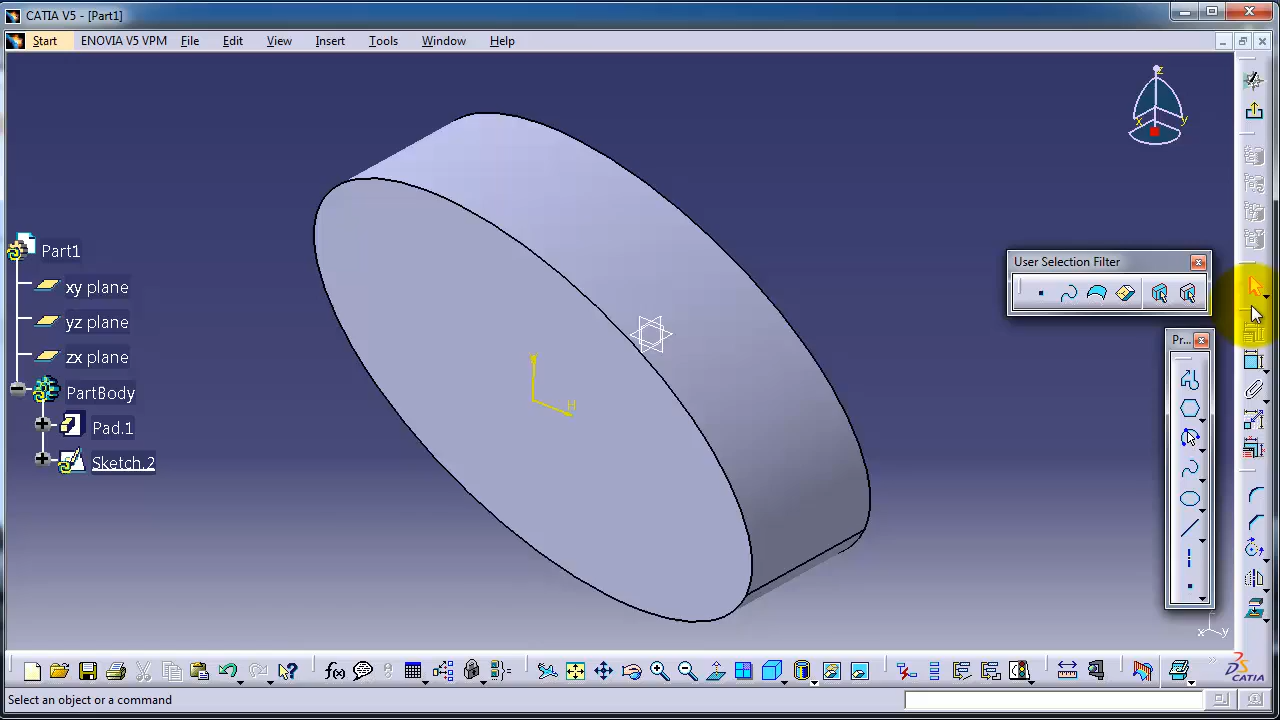 CATIA V5 - [Part1]
Start ENOVIA V5 VPM File Edit View Insert Tools Window Help
z
x y
User Selection Filter
Part1
xy plane
yz plane
zx plane
Pr...
PartBody
H
Pad.1
Sketch.2
x y
f(x)
CATIA
Select an object or a command